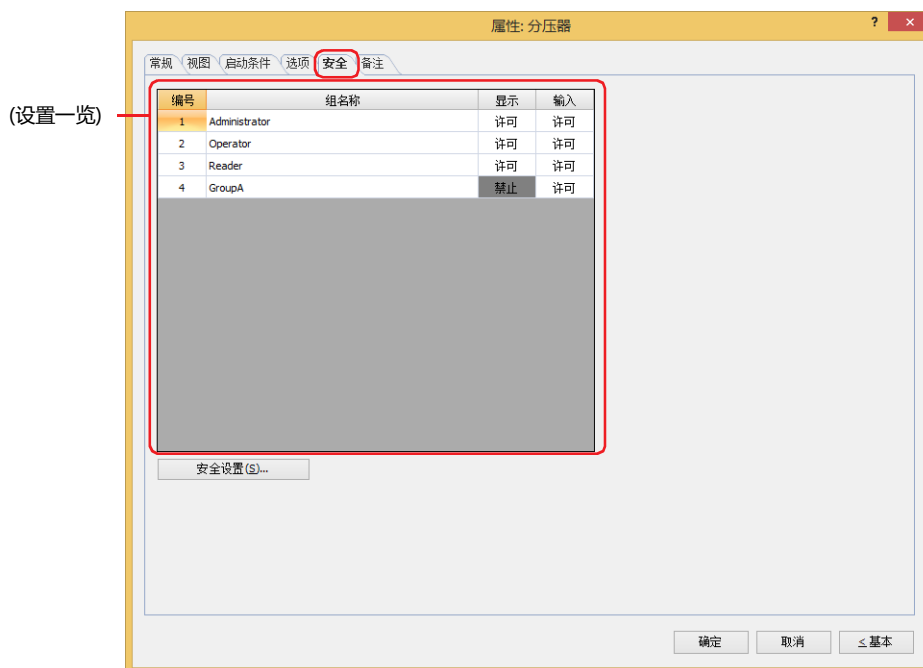 属性: 分压器 ? ×
常规 视图 启动条件 选项 安全 备注
(设置一览)
编号 组名称 显示 输入
1 Administrator 许可 许可
2 Operator 许可 许可
3 Reader 许可 许可
4 GroupA 禁止 许可
安全设置(S)...
确定 取消 <基本